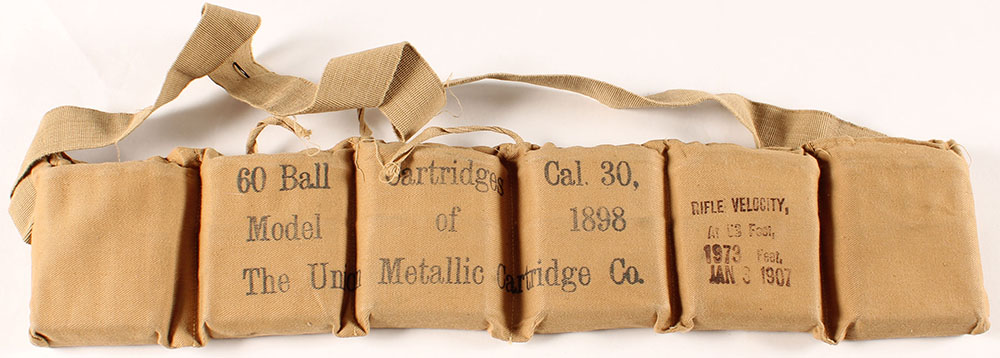 60 Ball Cartridges Cal. 30,
Model of 1898
The Union Metallic Cartridge Co.
RIFLE VELOCITY,
At 53 Feet,
1973 Feet,
JAN 3 1907